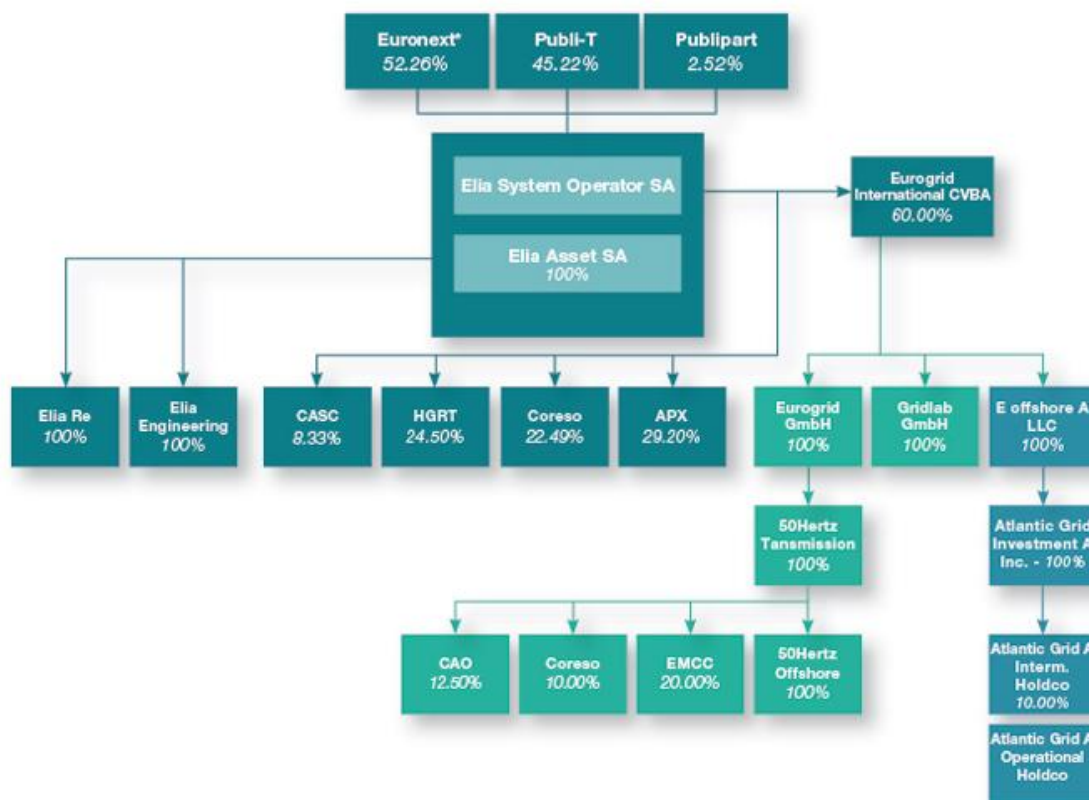 Euronext*
52.26%
Publi-T
45.22%
Publipart
2.52%
Elia System Operator SA
Elia Asset SA
100%
Eurogrid
International CVBA
60.00%
Elia Re
100%
Elia
Engineering
100%
CASC
8.33%
HGRT
24.50%
Coreso
22.49%
APX
29.20%
Eurogrid
GmbH
100%
Gridlab
GmbH
100%
E offshore A
LLC
100%
50Hertz
Tansmission
100%
Atlantic Grid
Investment A
Inc. - 100%
CAO
12.50%
Coreso
10.00%
EMCC
20.00%
50Hertz
Offshore
100%
Atlantic Grid A
Interm.
Holdco
10.00%
Atlantic Grid A
Operational
Holdco